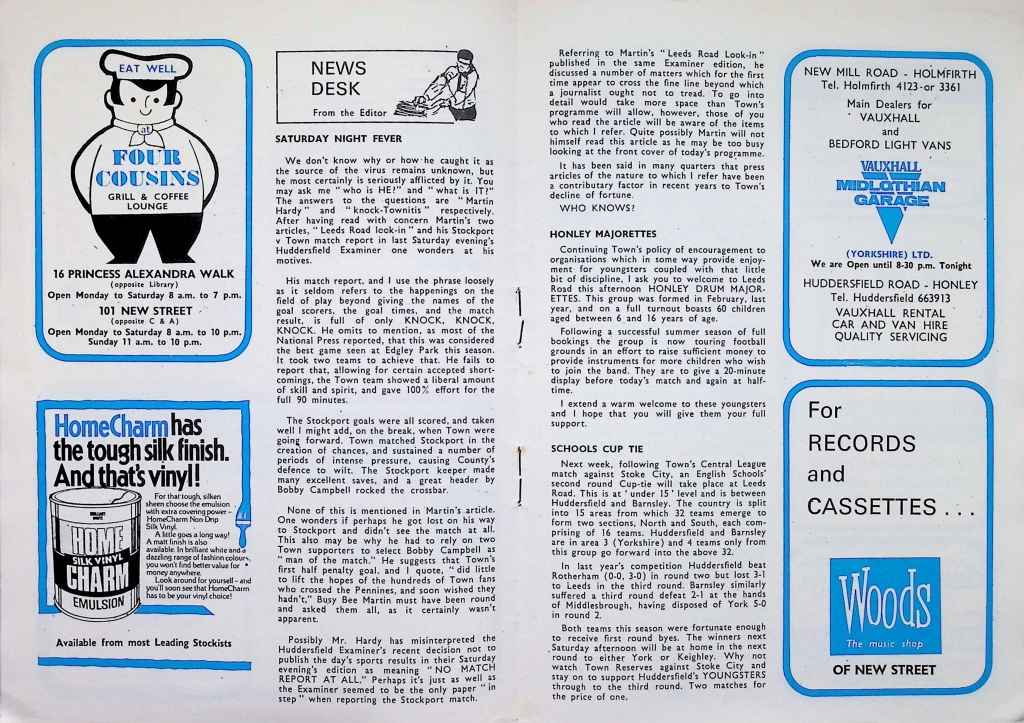 EAT WELL
at
FOUR
COUSINS
GRILL & COFFEE
LOUNGE
16 PRINCESS ALEXANDRA WALK
(opposite Library)
Open Monday to Saturday 8 a.m. to 7 p.m.
101 NEW STREET
(opposite C & A)
Open Monday to Saturday 8 a.m. to 10 p.m.
Sunday 11 a.m. to 10 p.m.
HomeCharm has
the tough silk finish.
And that's vinyl!
For that tough, silken
sheen choose the emulsion
with extra covering power –
HomeCharm Non-Drip
Silk Vinyl.
A little goes a long way!
A matt finish is also
available. In brilliant white and a
dazzling range of fashion colours,
you won't find better value for
money anywhere.
Look around for yourself – and
you'll soon see that HomeCharm
has to be your vinyl choice!
BRILLIANT
WHITE
HOME
SILK VINYL
CHARM
EMULSION
Available from most Leading Stockists
NEWS
DESK
From the Editor
SATURDAY NIGHT FEVER
We don't know why or how he caught it as
the source of the virus remains unknown, but
he most certainly is seriously afflicted by it. You
may ask me "who is HE?" and "what is IT?"
The answers to the questions are "Martin
Hardy" and "knock-Townitis" respectively.
After having read with concern Martin's two
articles, "Leeds Road look-in" and his Stockport
v Town match report in last Saturday evening's
Huddersfield Examiner one wonders at his
motives.
His match report, and I use the phrase loosely
as it seldom refers to the happenings on the
field of play beyond giving the names of the
goal scorers, the goal times, and the match
result, is full of only KNOCK, KNOCK,
KNOCK. He omits to mention, as most of the
National Press reported, that this was considered
the best game seen at Edgley Park this season.
It took two teams to achieve that. He fails to
report that, allowing for certain accepted short-
comings, the Town team showed a liberal amount
of skill and spirit, and gave 100% effort for the
full 90 minutes.
The Stockport goals were all scored, and taken
well I might add, on the break, when Town were
going forward. Town matched Stockport in the
creation of chances, and sustained a number of
periods of intense pressure, causing County's
defence to wilt. The Stockport keeper made
many excellent saves, and a great header by
Bobby Campbell rocked the crossbar.
None of this is mentioned in Martin's article.
One wonders if perhaps he got lost on his way
to Stockport and didn't see the match at all.
This also may be why he had to rely on two
Town supporters to select Bobby Campbell as
"man of the match." He suggests that Town's
first half penalty goal, and I quote, "did little
to lift the hopes of the hundreds of Town fans
who crossed the Pennines, and soon wished they
hadn't," Busy Bee Martin must have been round
and asked them all, as it certainly wasn't
apparent.
Possibly Mr. Hardy has misinterpreted the
Huddersfield Examiner's recent decision not to
publish the day's sports results in their Saturday
evening's edition as meaning "NO MATCH
REPORT AT ALL." Perhaps it's just as well as
the Examiner seemed to be the only paper "in
step" when reporting the Stockport match.
Referring to Martin's "Leeds Road Look-in"
published in the same Examiner edition, he
discussed a number of matters which for the first
time appear to cross the fine line beyond which
a journalist ought not to tread. To go into
detail would take more space than Town's
programme will allow, however, those of you
who read the article will be aware of the items
to which I refer. Quite possibly Martin will not
himself read this article as he may be too busy
looking at the front cover of today's programme.
It has been said in many quarters that press
articles of the nature to which I refer have been
a contributary factor in recent years to Town's
decline of fortune.
WHO KNOWS?
HONLEY MAJORETTES
Continuing Town's policy of encouragement to
organisations which in some way provide enjoy-
ment for youngsters coupled with that little
bit of discipline, I ask you to welcome to Leeds
Road this afternoon HONLEY DRUM MAJOR-
ETTES. This group was formed in February, last
year, and on a full turnout boasts 60 children
aged between 6 and 16 years of age.
Following a successful summer season of full
bookings the group is now touring football
grounds in an effort to raise sufficient money to
provide instruments for more children who wish
to join the band. They are to give a 20-minute
display before today's match and again at half-
time.
I extend a warm welcome to these youngsters
and I hope that you will give them your full
support.
SCHOOLS CUP TIE
Next week, following Town's Central League
match against Stoke City, an English Schools'
second round Cup-tie will take place at Leeds
Road. This is at 'under 15' level and is between
Huddersfield and Barnsley. The country is split
into 15 areas from which 32 teams emerge to
form two sections, North and South, each com-
prising of 16 teams. Huddersfield and Barnsley
are in area 3 (Yorkshire) and 4 teams only from
this group go forward into the above 32.
In last year's competition Huddersfield beat
Rotherham (0-0, 3-0) in round two but lost 3-1
to Leeds in the third round. Barnsley similarly
suffered a third round defeat 2-1 at the hands
of Middlesbrough, having disposed of York 5-0
in round 2.
Both teams this season were fortunate enough
to receive first round byes. The winners next
Saturday afternoon will be at home in the next
round to either York or Keighley. Why not
watch Town Reserves against Stoke City and
stay on to support Huddersfield's YOUNGSTERS
through to the third round. Two matches for
the price of one.
NEW MILL ROAD - HOLMFIRTH
Tel. Holmfirth 4123 or 3361
Main Dealers for
VAUXHALL
and
BEDFORD LIGHT VANS
VAUXHALL
MIDLOTHIAN
GARAGE
(YORKSHIRE) LTD.
We are Open until 8-30 p.m. Tonight
HUDDERSFIELD ROAD - HONLEY
Tel. Huddersfield 663913
VAUXHALL RENTAL
CAR AND VAN HIRE
QUALITY SERVICING
For
RECORDS
and
CASSETTES ...
Woods
The music shop
OF NEW STREET